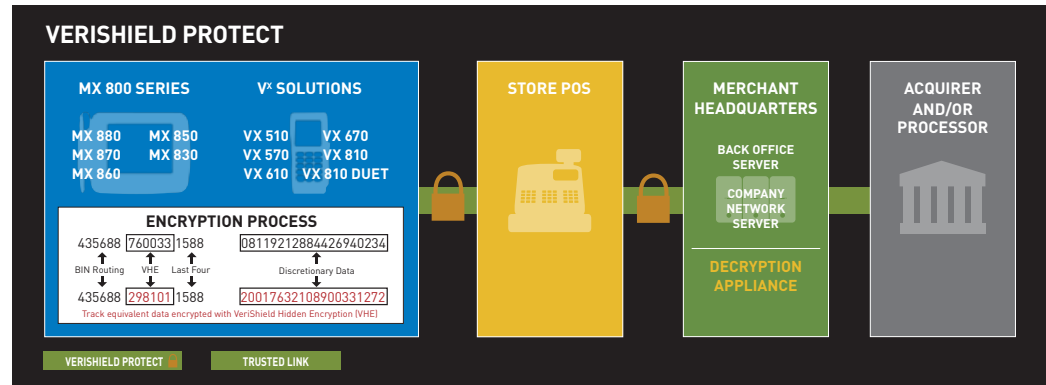 VERISHIELD PROTECT
MX 800 SERIES
MX 880 MX 850
MX 870 MX 830
MX 860
Vx SOLUTIONS
VX 510 VX 670
VX 570 VX 810
VX 610 VX 810 DUET
ENCRYPTION PROCESS
435688 760033 1588 08119212884426940234
BIN Routing VHE Last Four Discretionary Data
435688 298101 1588 20017632108900331272
Track equivalent data encrypted with VeriShield Hidden Encryption (VHE)
STORE POS
MERCHANT
HEADQUARTERS
BACK OFFICE
SERVER
COMPANY
NETWORK
SERVER
DECRYPTION
APPLIANCE
ACQUIRER
AND/OR
PROCESSOR
VERISHIELD PROTECT
TRUSTED LINK